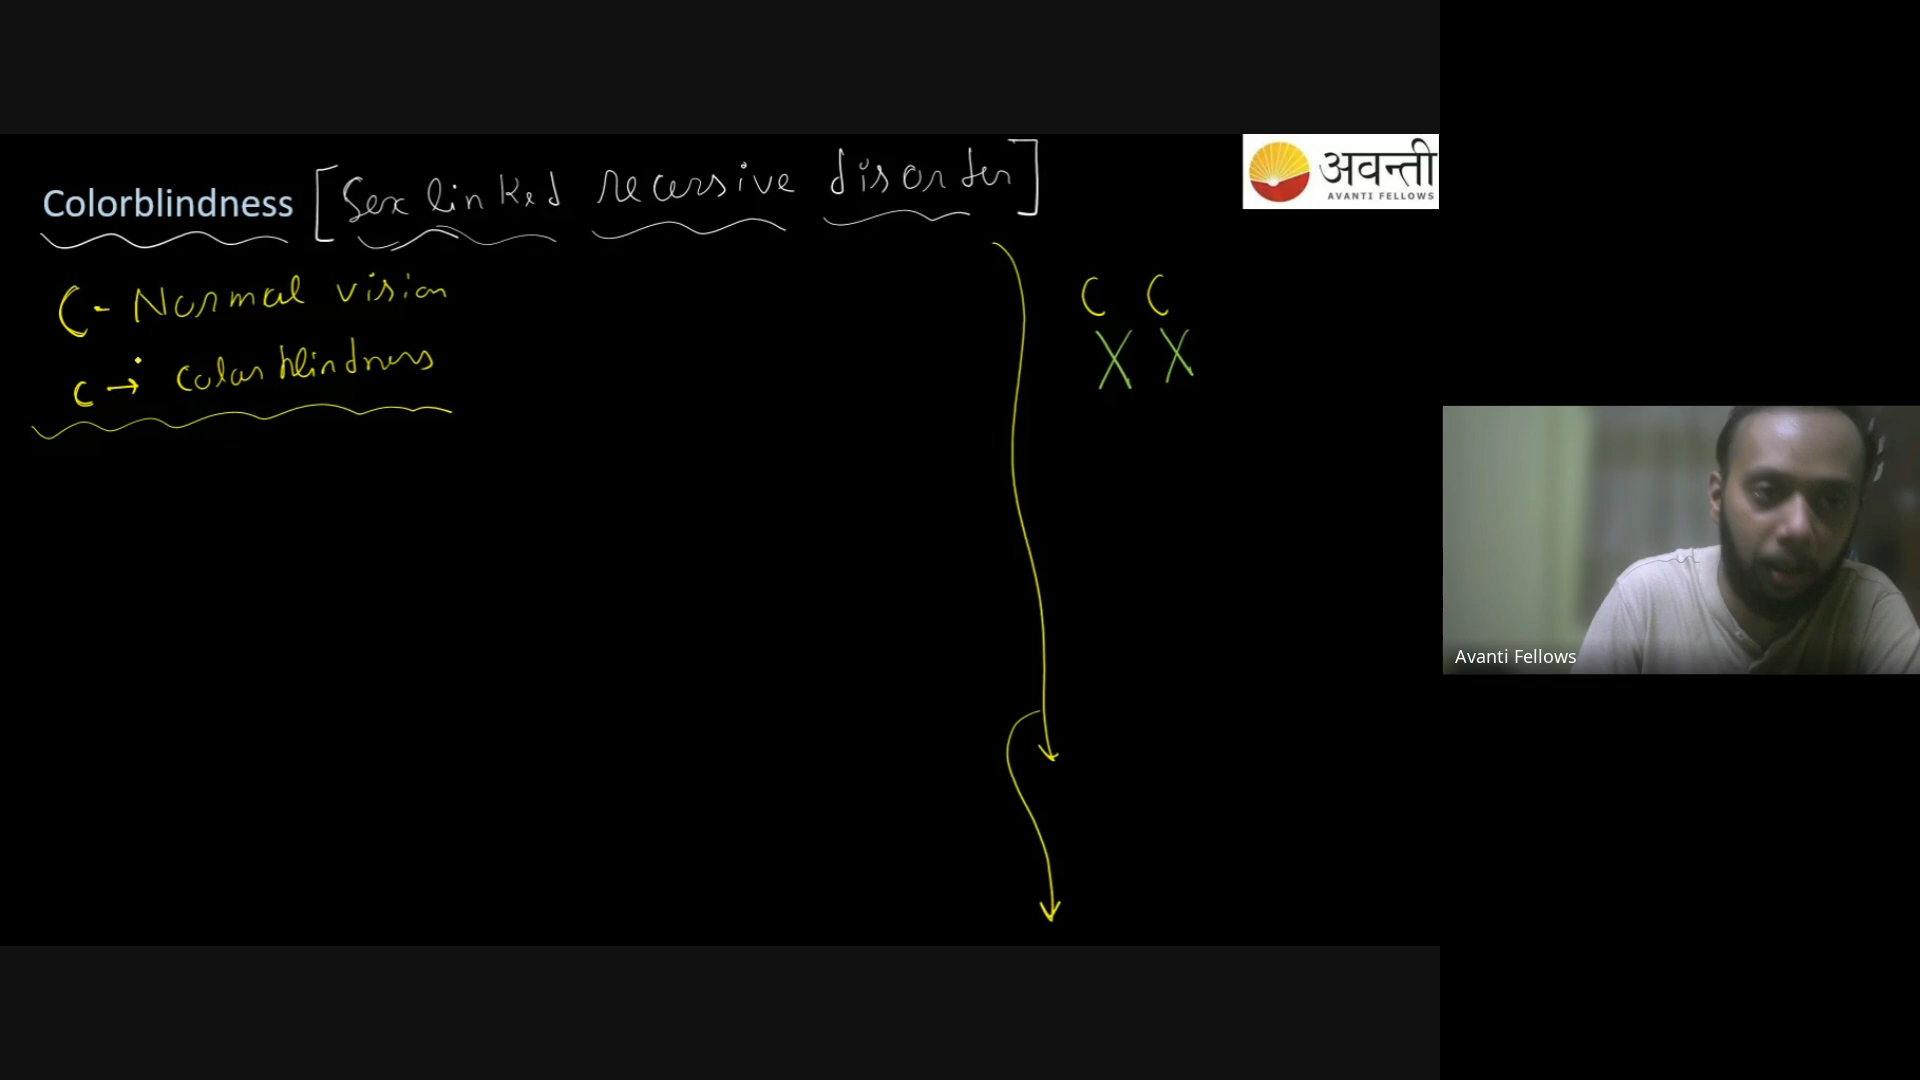 Colorblindness [Sex linked recessive disorder]
अवन्ती
AVANTI FELLOWS
C - Normal vision
c → Colorblindness
C C
X X
Avanti Fellows